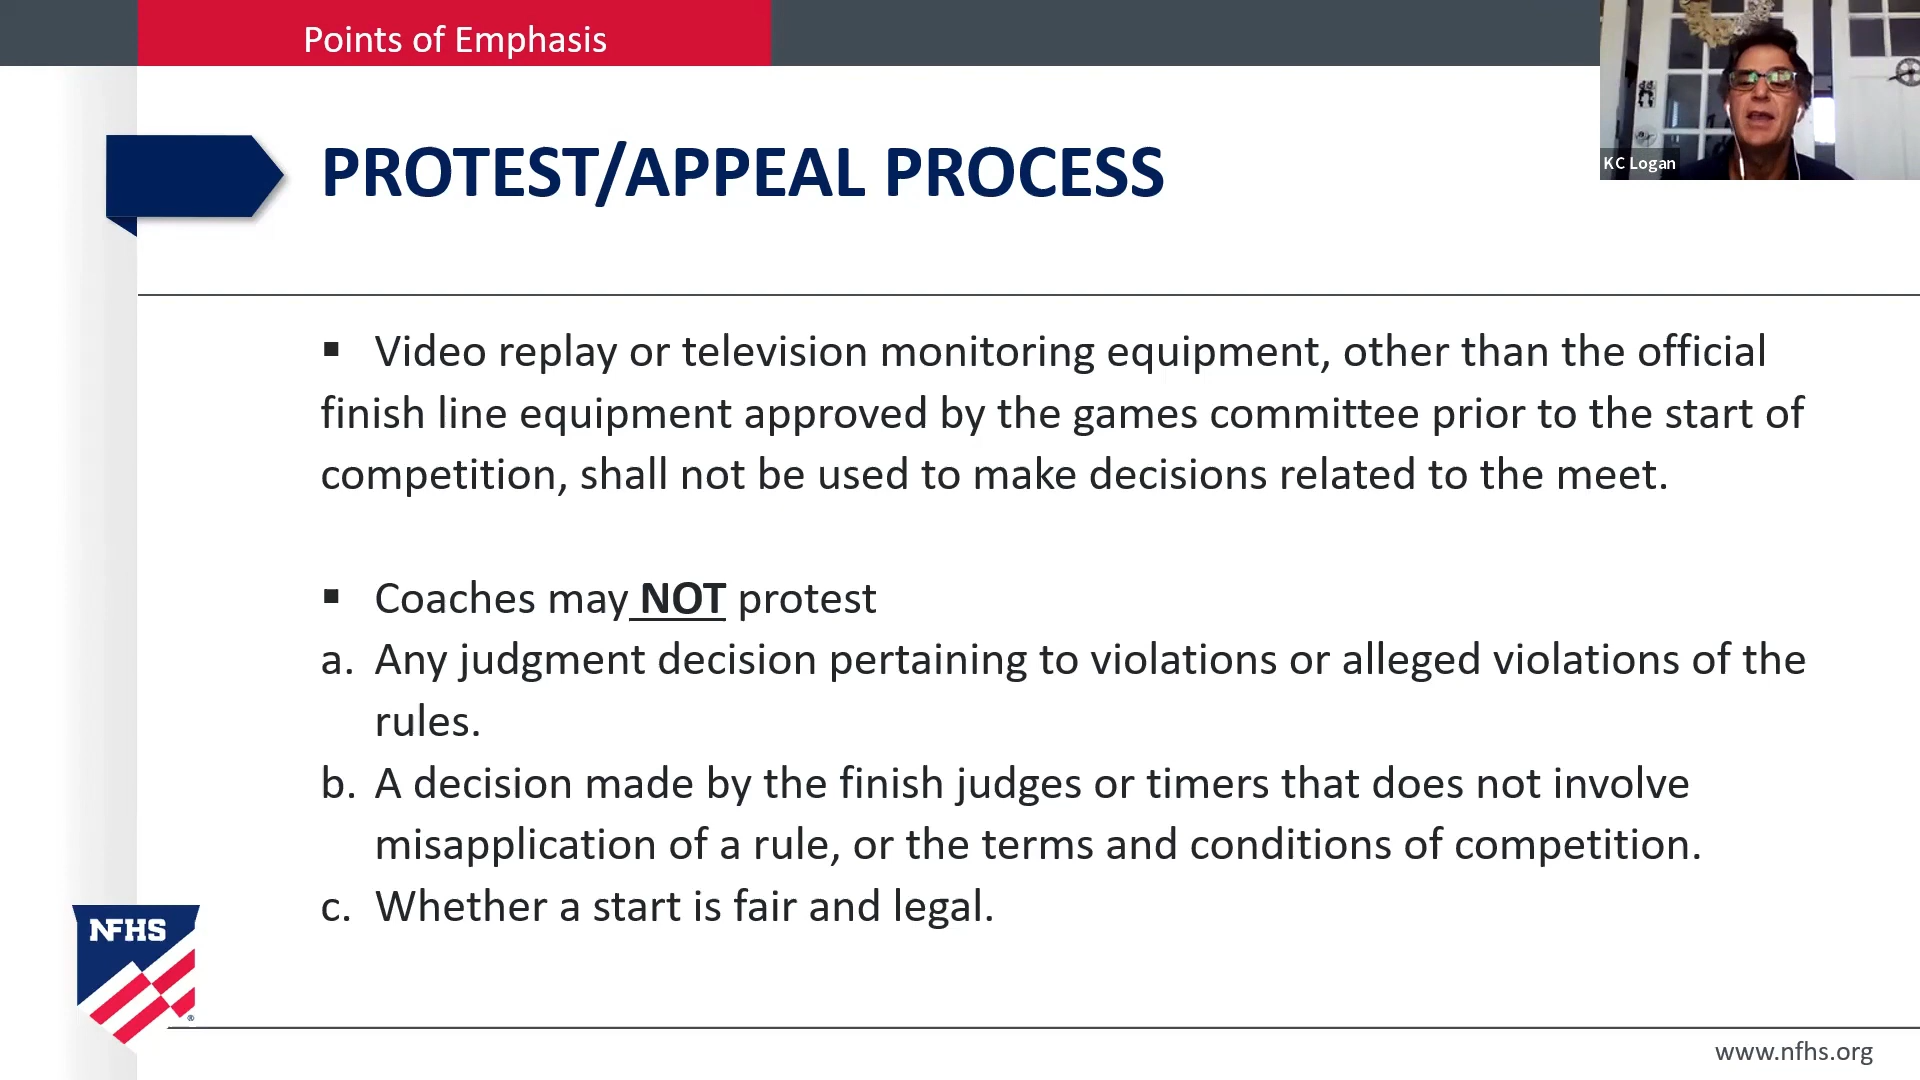 Points of Emphasis
KC Logan
PROTEST/APPEAL PROCESS
▪ Video replay or television monitoring equipment, other than the official
finish line equipment approved by the games committee prior to the start of
competition, shall not be used to make decisions related to the meet.
▪ Coaches may NOT protest
a. Any judgment decision pertaining to violations or alleged violations of the
rules.
b. A decision made by the finish judges or timers that does not involve
misapplication of a rule, or the terms and conditions of competition.
c. Whether a start is fair and legal.
NFHS
®
www.nfhs.org